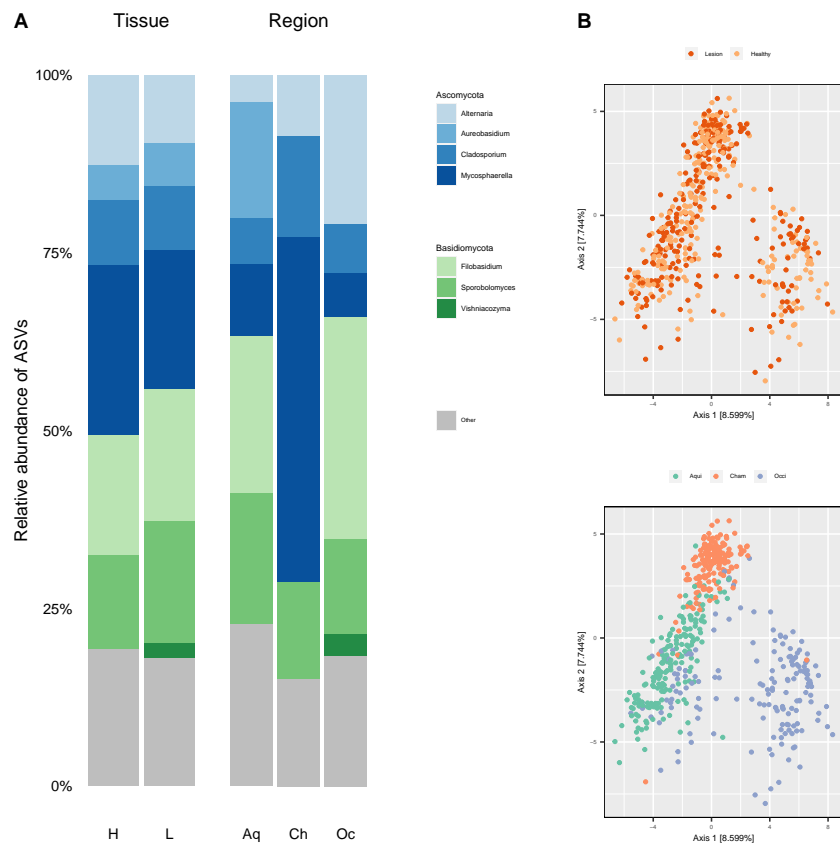 A
Tissue
Region
Relative abundance of ASVs
100%
75%
50%
25%
0%
H
L
Aq
Ch
Oc
Ascomycota
Alternaria
Aureobasidium
Cladosporium
Mycosphaerella
Basidiomycota
Filobasidium
Sporobolomyces
Vishniacozyma
Other
B
Lesion Healthy
Axis 2 [7.744%]
5
0
−5
−4 0 4 8
Axis 1 [8.599%]
Aqui Cham Occi
Axis 2 [7.744%]
5
0
−5
−4 0 4 8
Axis 1 [8.599%]